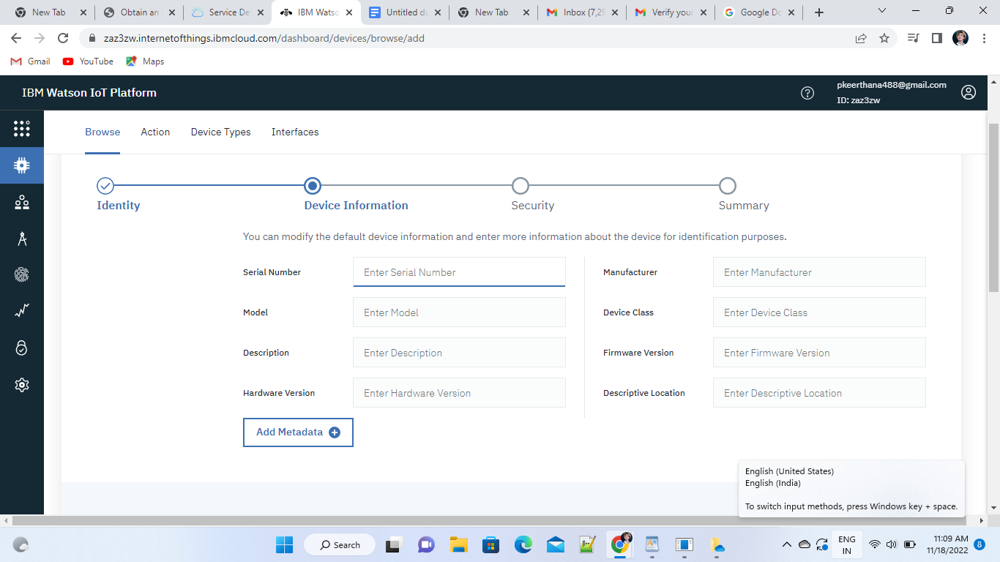 New Tab
Obtain an
Service De
IBM Watso
Untitled do
New Tab
Inbox (7,29
Verify your
Google Do
zaz3zw.internetofthings.ibmcloud.com/dashboard/devices/browse/add
Gmail
YouTube
Maps
IBM Watson IoT Platform
pkeerthana488@gmail.com
ID: zaz3zw
Browse
Action
Device Types
Interfaces
Identity
Device Information
Security
Summary
You can modify the default device information and enter more information about the device for identification purposes.
Serial Number
Enter Serial Number
Manufacturer
Enter Manufacturer
Model
Enter Model
Device Class
Enter Device Class
Description
Enter Description
Firmware Version
Enter Firmware Version
Hardware Version
Enter Hardware Version
Descriptive Location
Enter Descriptive Location
Add Metadata
English (United States)
English (India)
To switch input methods, press Windows key + space.
Search
ENG
IN
11:09 AM
11/18/2022
8